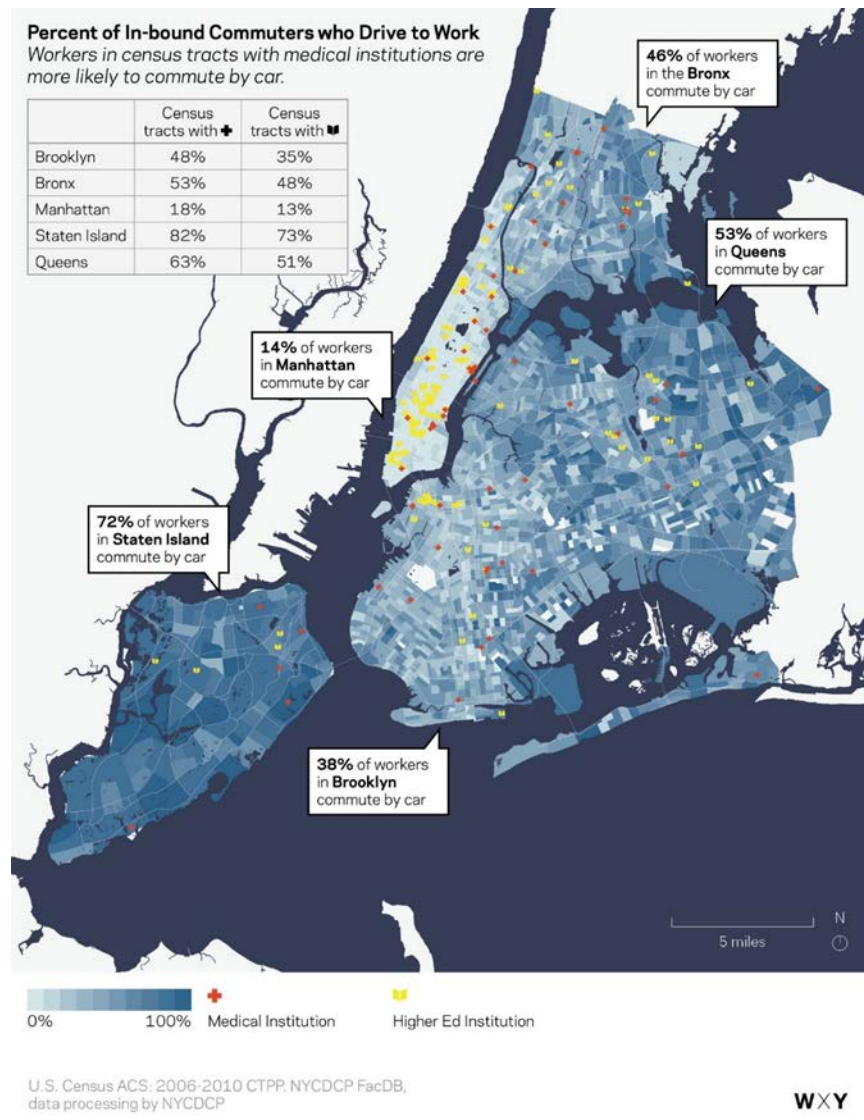 Percent of In-bound Commuters who Drive to Work
Workers in census tracts with medical institutions are
more likely to commute by car.
Census tracts with Census tracts with
Brooklyn 48% 35%
Bronx 53% 48%
Manhattan 18% 13%
Staten Island 82% 73%
Queens 63% 51%
46% of workers
in the Bronx
commute by car
53% of workers
in Queens
commute by car
14% of workers
in Manhattan
commute by car
72% of workers
in Staten Island
commute by car
38% of workers
in Brooklyn
commute by car
N
5 miles
0% 100%
Medical Institution
Higher Ed Institution
U.S. Census ACS: 2006-2010 CTPP. NYCDCP FacDB,
data processing by NYCDCP
WXY